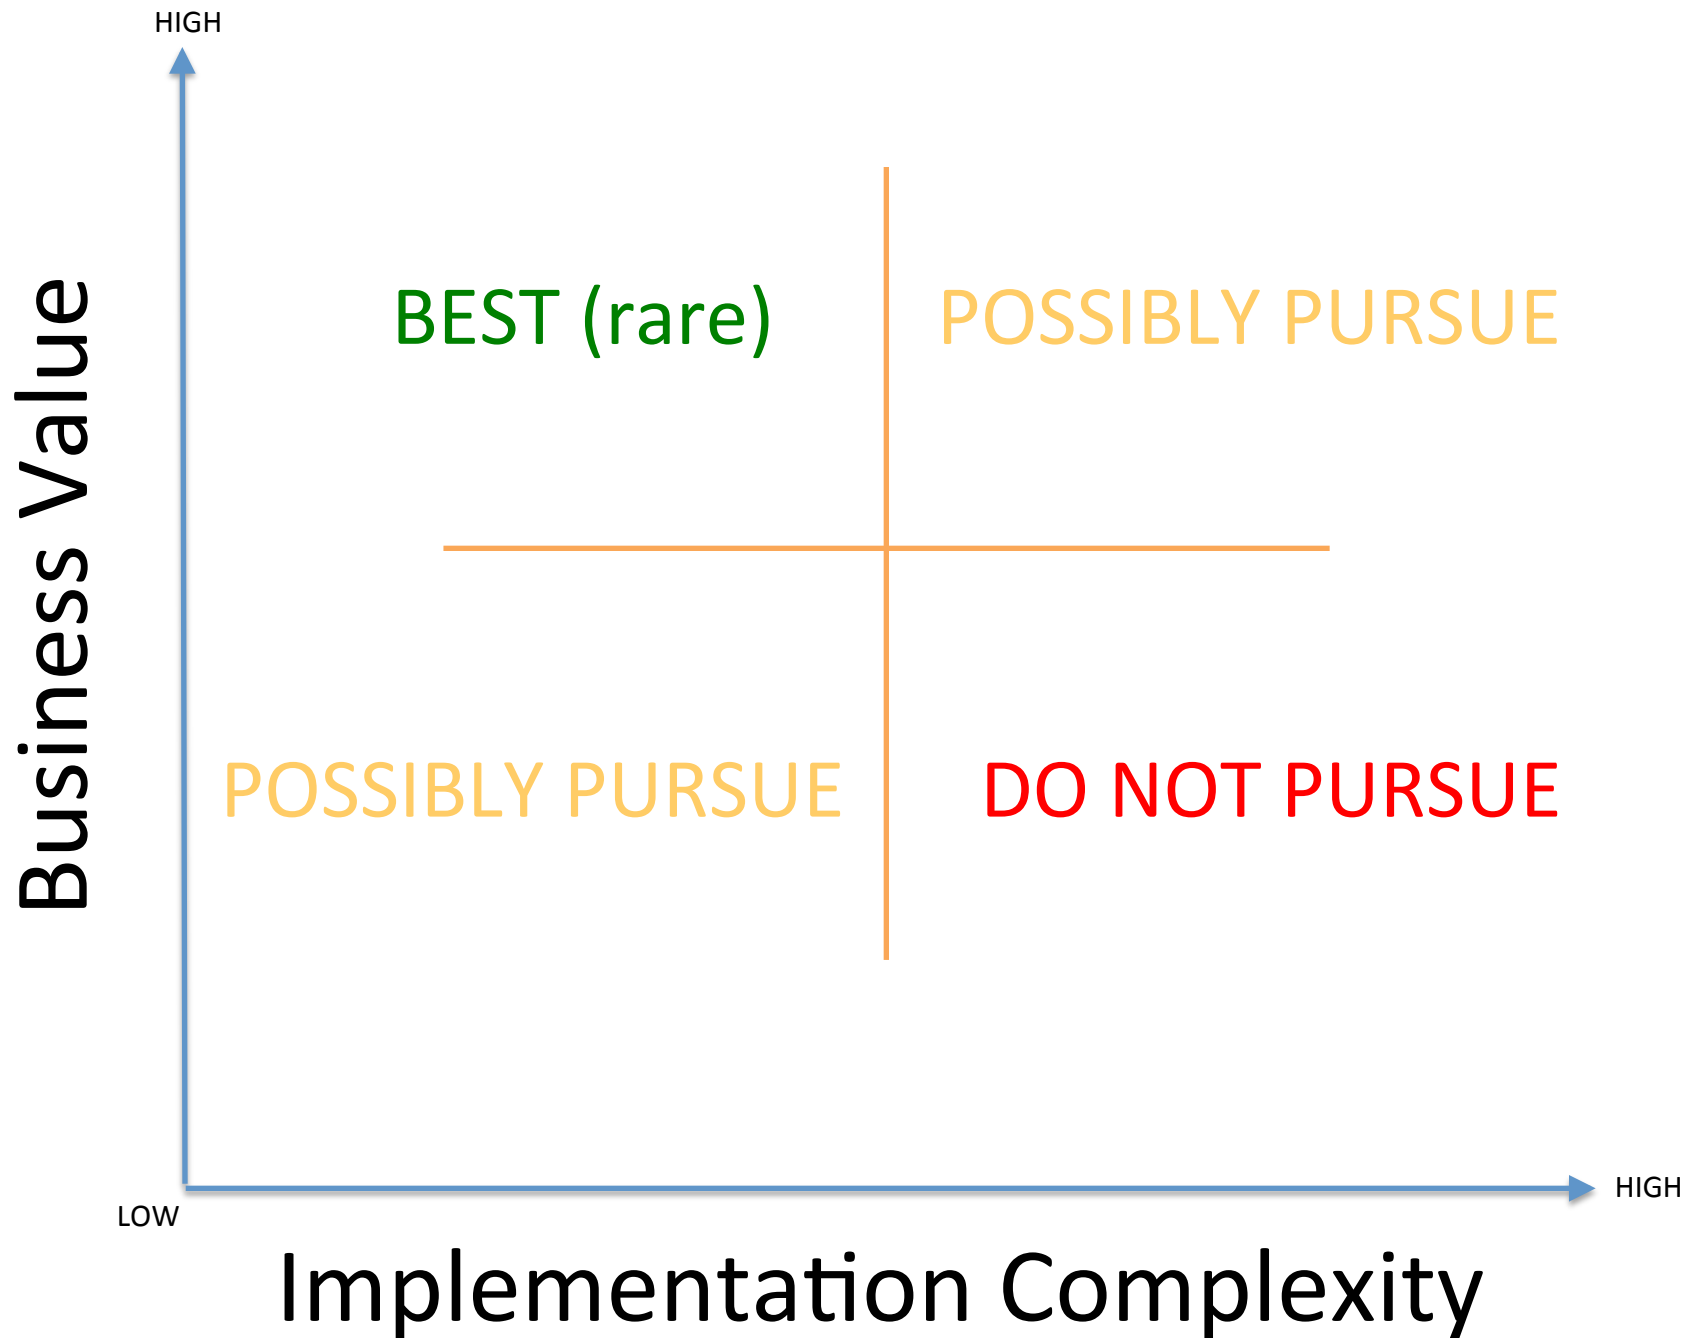 HIGH
BEST (rare)
POSSIBLY PURSUE
Business Value
POSSIBLY PURSUE
DO NOT PURSUE
HIGH
LOW
Implementation Complexity